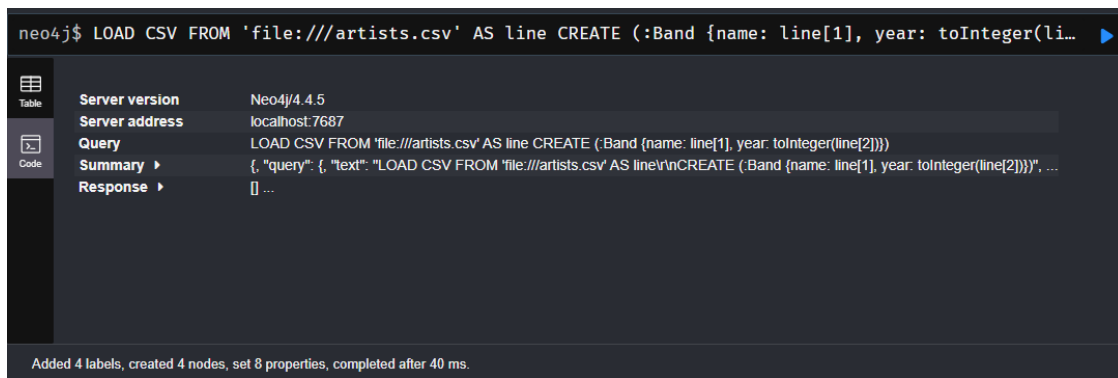 neo4j$ LOAD CSV FROM 'file:///artists.csv' AS line CREATE (:Band {name: line[1], year: toInteger(li…
Table
Code
Server version Neo4j/4.4.5
Server address localhost:7687
Query LOAD CSV FROM 'file:///artists.csv' AS line CREATE (:Band {name: line[1], year: toInteger(line[2])})
Summary {, "query": {, "text": "LOAD CSV FROM 'file:///artists.csv' AS line\r\nCREATE (:Band {name: line[1], year: toInteger(line[2])})", ...
Response [] ...
Added 4 labels, created 4 nodes, set 8 properties, completed after 40 ms.